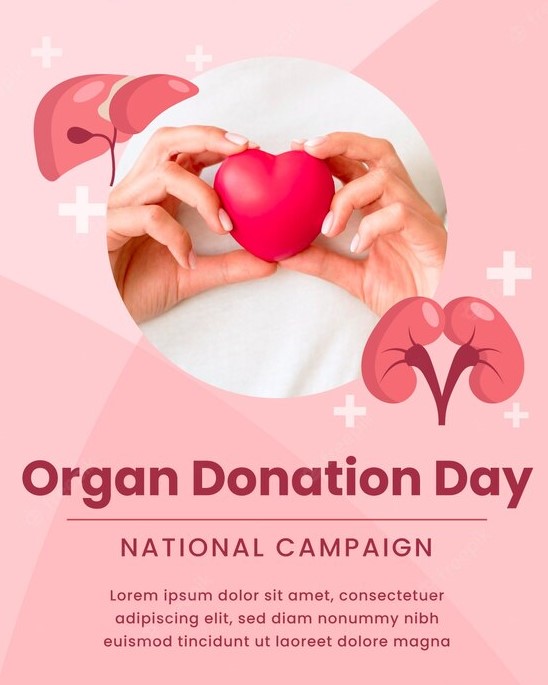 Organ Donation Day
NATIONAL CAMPAIGN
Lorem ipsum dolor sit amet, consectetuer
adipiscing elit, sed diam nonummy nibh
euismod tincidunt ut laoreet dolore magna